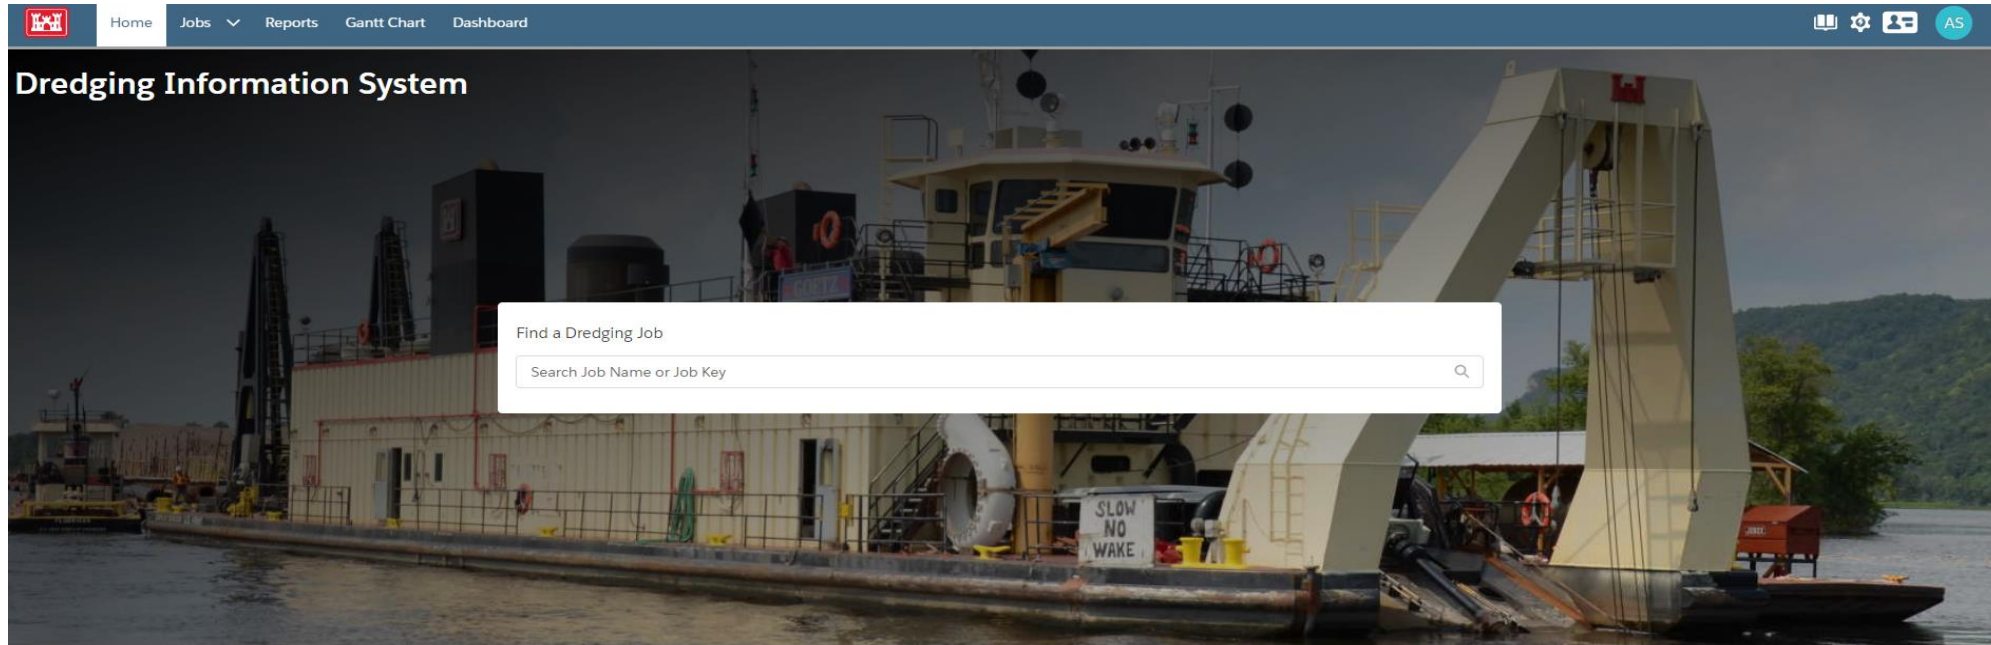 Home Jobs Reports Gantt Chart Dashboard AS
Dredging Information System
GOETZ
Find a Dredging Job
Search Job Name or Job Key
SLOW
NO
WAKE